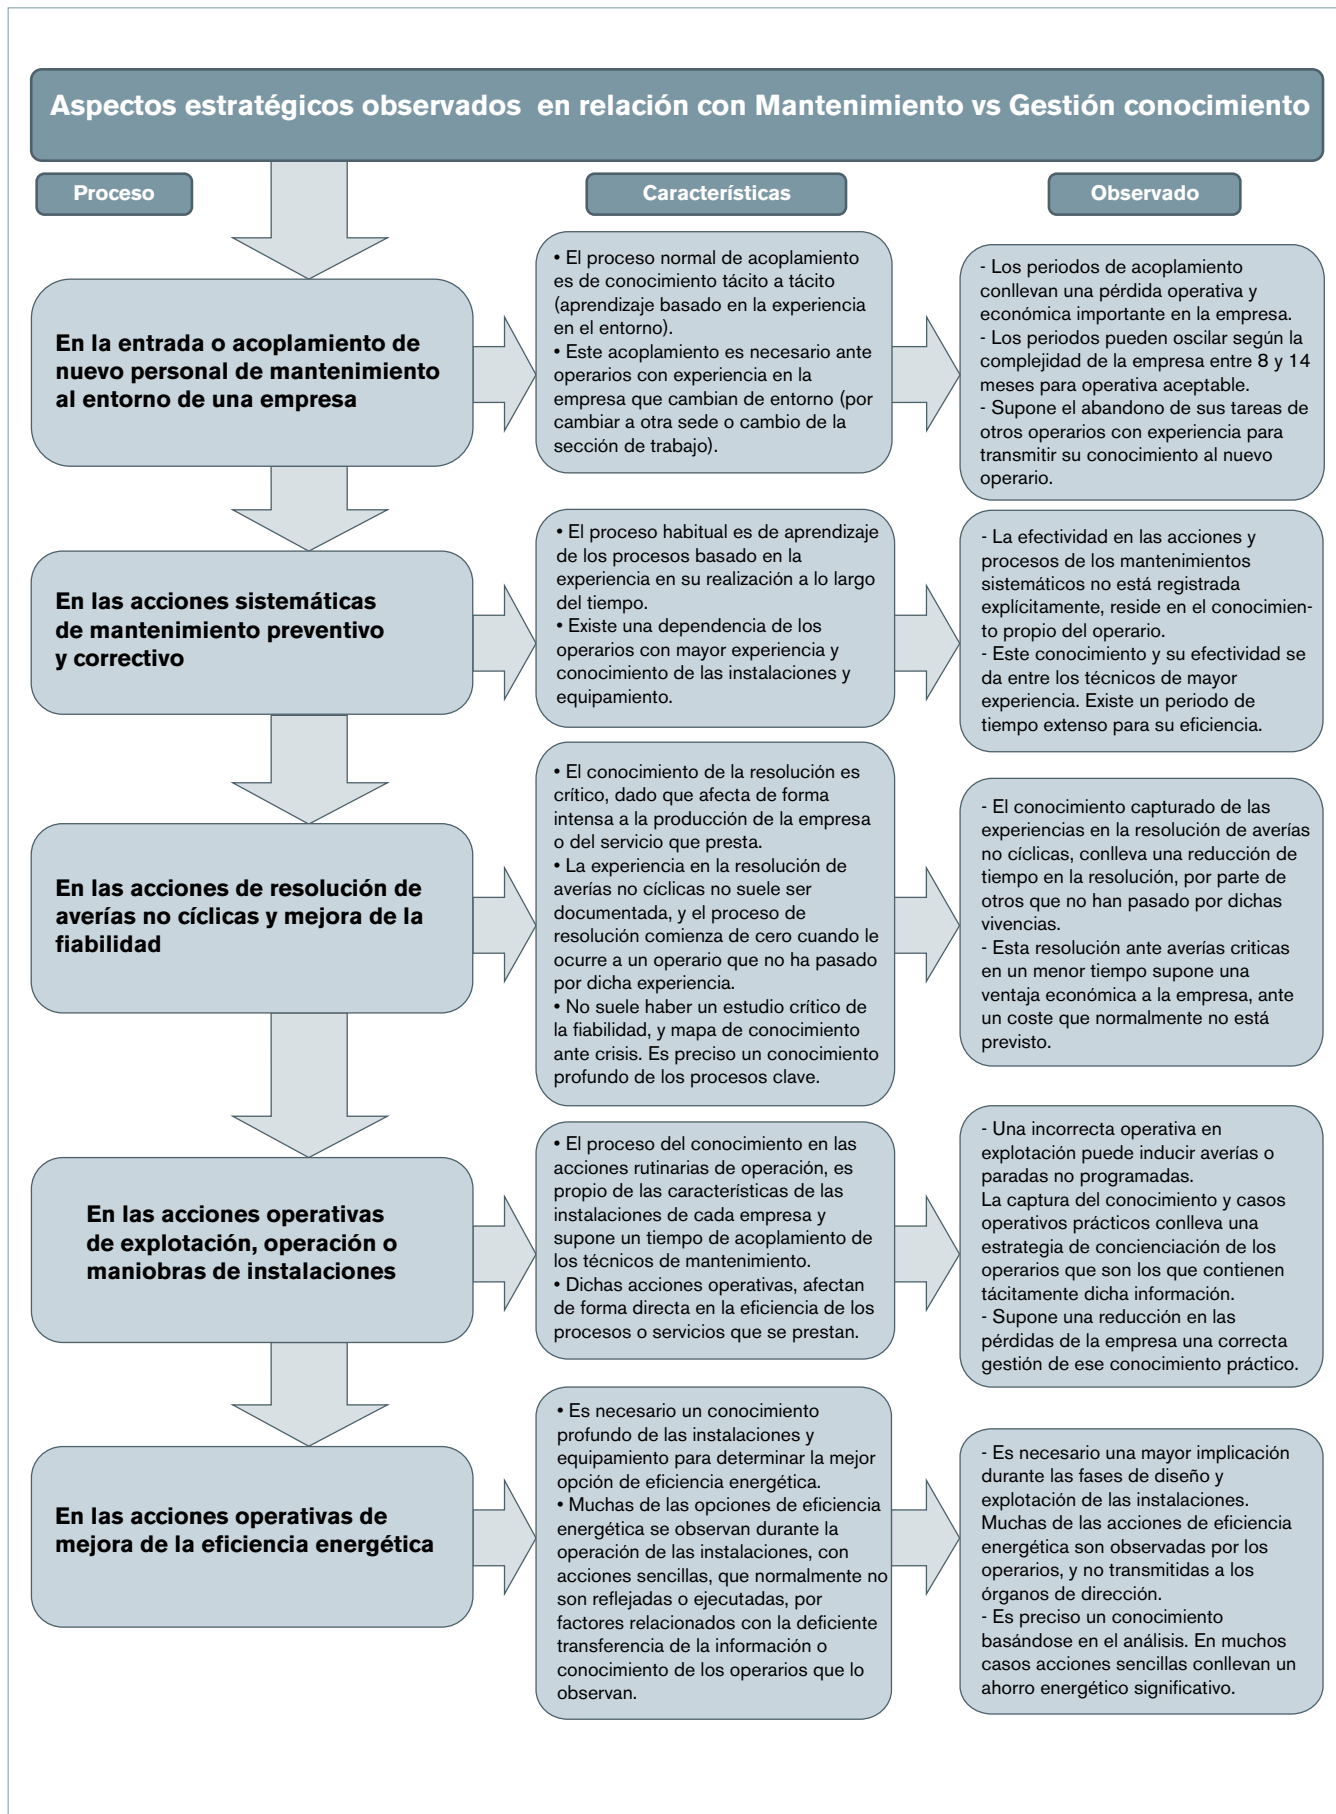 Aspectos estratégicos observados en relación con Mantenimiento vs Gestión conocimiento
Proceso
Características
Observado
En la entrada o acoplamiento de
nuevo personal de mantenimiento
al entorno de una empresa
• El proceso normal de acoplamiento
es de conocimiento tácito a tácito
(aprendizaje basado en la experiencia
en el entorno).
• Este acoplamiento es necesario ante
operarios con experiencia en la
empresa que cambian de entorno (por
cambiar a otra sede o cambio de la
sección de trabajo).
- Los periodos de acoplamiento
conllevan una pérdida operativa y
económica importante en la empresa.
- Los periodos pueden oscilar según la
complejidad de la empresa entre 8 y 14
meses para operativa aceptable.
- Supone el abandono de sus tareas de
otros operarios con experiencia para
transmitir su conocimiento al nuevo
operario.
En las acciones sistemáticas
de mantenimiento preventivo
y correctivo
• El proceso habitual es de aprendizaje
de los procesos basado en la
experiencia en su realización a lo largo
del tiempo.
• Existe una dependencia de los
operarios con mayor experiencia y
conocimiento de las instalaciones y
equipamiento.
- La efectividad en las acciones y
procesos de los mantenimientos
sistemáticos no está registrada
explícitamente, reside en el conocimien-
to propio del operario.
- Este conocimiento y su efectividad se
da entre los técnicos de mayor
experiencia. Existe un periodo de
tiempo extenso para su eficiencia.
En las acciones de resolución de
averías no cíclicas y mejora de la
fiabilidad
• El conocimiento de la resolución es
crítico, dado que afecta de forma
intensa a la producción de la empresa
o del servicio que presta.
• La experiencia en la resolución de
averías no cíclicas no suele ser
documentada, y el proceso de
resolución comienza de cero cuando le
ocurre a un operario que no ha pasado
por dicha experiencia.
• No suele haber un estudio crítico de
la fiabilidad, y mapa de conocimiento
ante crisis. Es preciso un conocimiento
profundo de los procesos clave.
- El conocimiento capturado de las
experiencias en la resolución de averías
no cíclicas, conlleva una reducción de
tiempo en la resolución, por parte de
otros que no han pasado por dichas
vivencias.
- Esta resolución ante averías criticas
en un menor tiempo supone una
ventaja económica a la empresa, ante
un coste que normalmente no está
previsto.
En las acciones operativas
de explotación, operación o
maniobras de instalaciones
• El proceso del conocimiento en las
acciones rutinarias de operación, es
propio de las características de las
instalaciones de cada empresa y
supone un tiempo de acoplamiento de
los técnicos de mantenimiento.
• Dichas acciones operativas, afectan
de forma directa en la eficiencia de los
procesos o servicios que se prestan.
- Una incorrecta operativa en
explotación puede inducir averías o
paradas no programadas.
La captura del conocimiento y casos
operativos prácticos conlleva una
estrategia de concienciación de los
operarios que son los que contienen
tácitamente dicha información.
- Supone una reducción en las
pérdidas de la empresa una correcta
gestión de ese conocimiento práctico.
En las acciones operativas de
mejora de la eficiencia energética
• Es necesario un conocimiento
profundo de las instalaciones y
equipamiento para determinar la mejor
opción de eficiencia energética.
• Muchas de las opciones de eficiencia
energética se observan durante la
operación de las instalaciones, con
acciones sencillas, que normalmente no
son reflejadas o ejecutadas, por
factores relacionados con la deficiente
transferencia de la información o
conocimiento de los operarios que lo
observan.
- Es necesario una mayor implicación
durante las fases de diseño y
explotación de las instalaciones.
Muchas de las acciones de eficiencia
energética son observadas por los
operarios, y no transmitidas a los
órganos de dirección.
- Es preciso un conocimiento
basándose en el análisis. En muchos
casos acciones sencillas conllevan un
ahorro energético significativo.